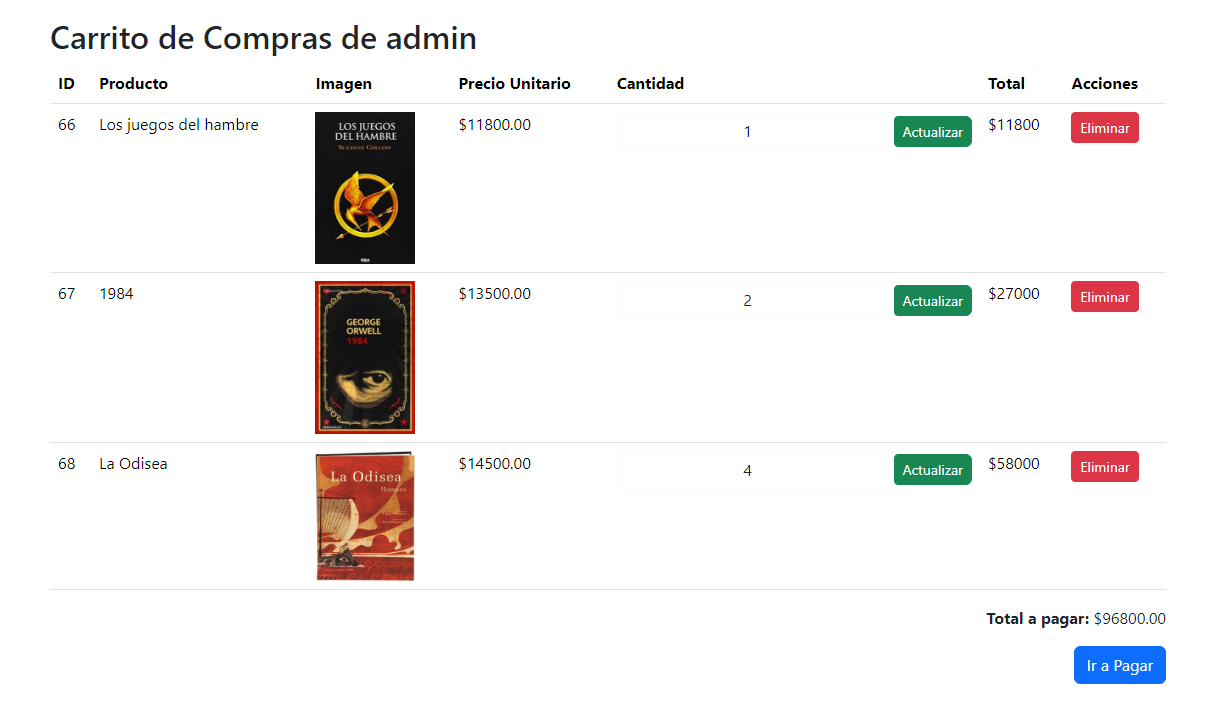 Carrito de Compras de admin
ID Producto Imagen Precio Unitario Cantidad Total Acciones
66 Los juegos del hambre $11800.00 1 Actualizar $11800 Eliminar
LOS JUEGOS
DEL HAMBRE
SUZANNE COLLINS
67 1984 $13500.00 2 Actualizar $27000 Eliminar
GEORGE
ORWELL
1984
68 La Odisea $14500.00 4 Actualizar $58000 Eliminar
La Odisea
Homero
Total a pagar: $96800.00
Ir a Pagar